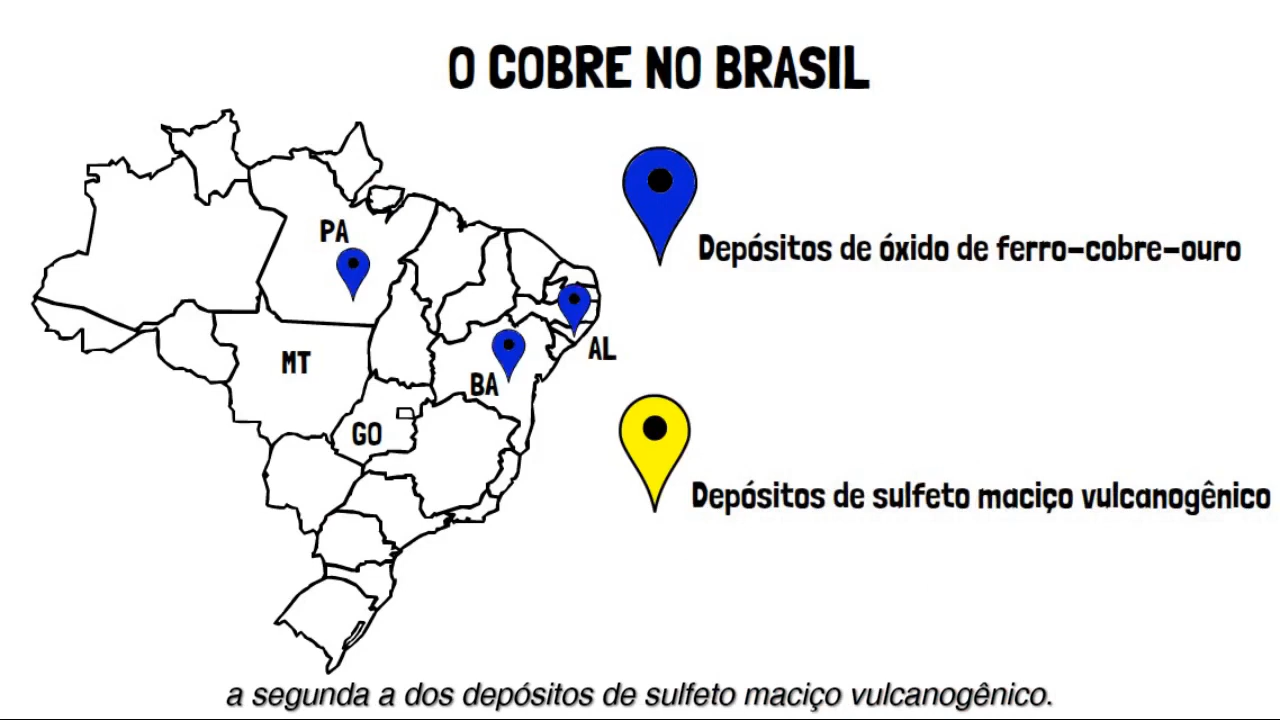 O COBRE NO BRASIL
PA
Depósitos de óxido de ferro-cobre-ouro
MT
AL
BA
GO
Depósitos de sulfeto maciço vulcanogênico
a segunda a dos depósitos de sulfeto maciço vulcanogênico.